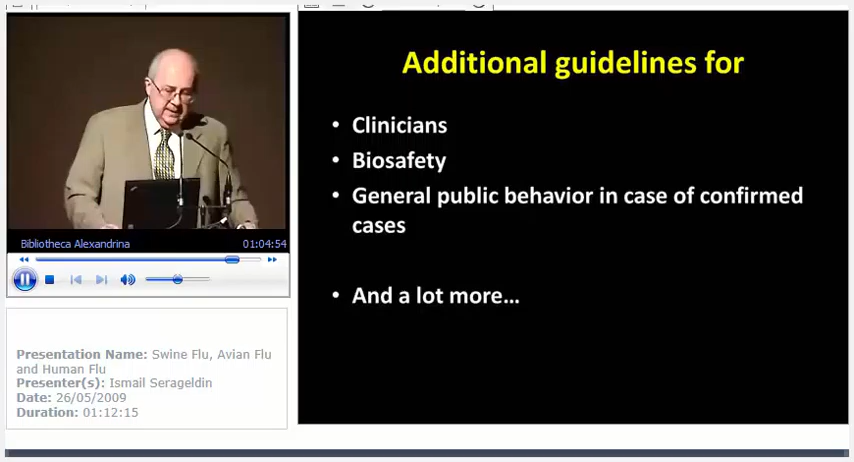 Additional guidelines for
• Clinicians
• Biosafety
• General public behavior in case of confirmed
cases
• And a lot more...
Bibliotheca Alexandrina 01:04:54
Presentation Name: Swine Flu, Avian Flu
and Human Flu
Presenter(s): Ismail Serageldin
Date: 26/05/2009
Duration: 01:12:15